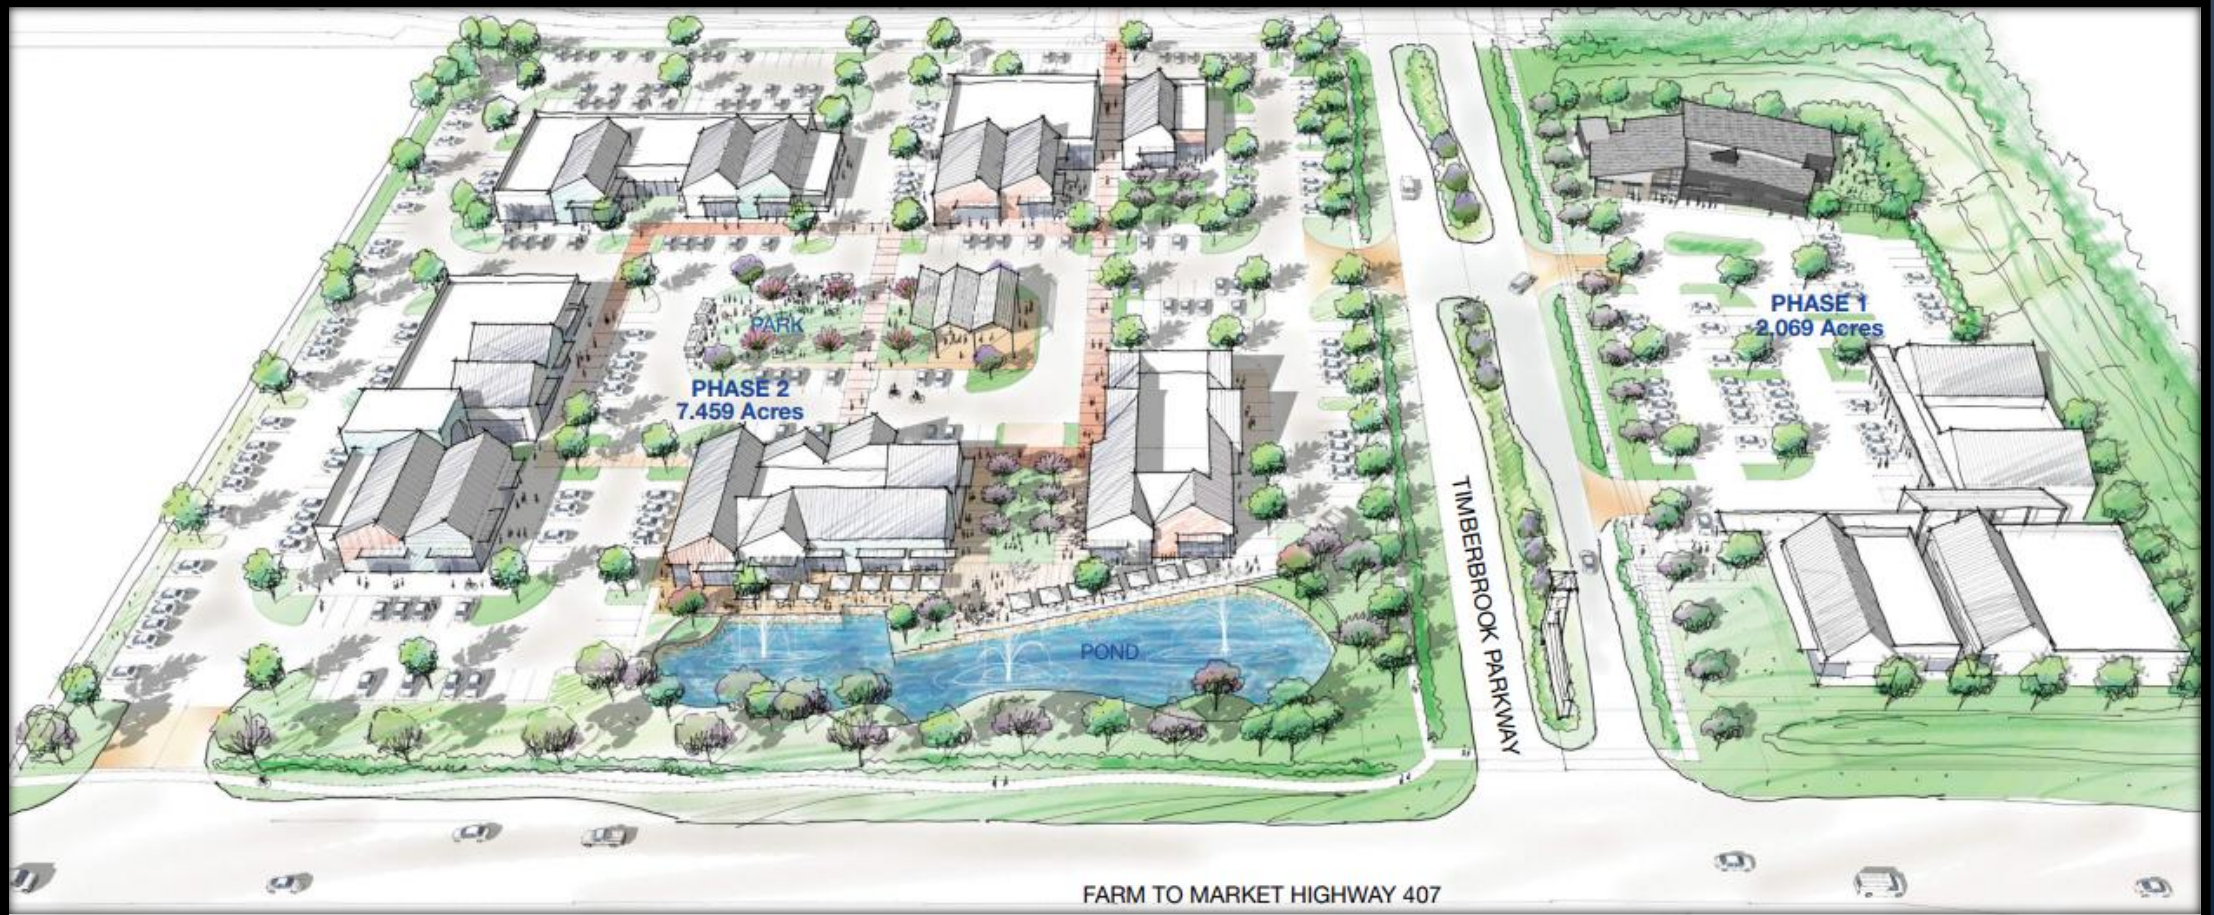 PHASE 1
2.069 Acres
PARK
PHASE 2
7.459 Acres
TIMBERBROOK PARKWAY
POND
FARM TO MARKET HIGHWAY 407